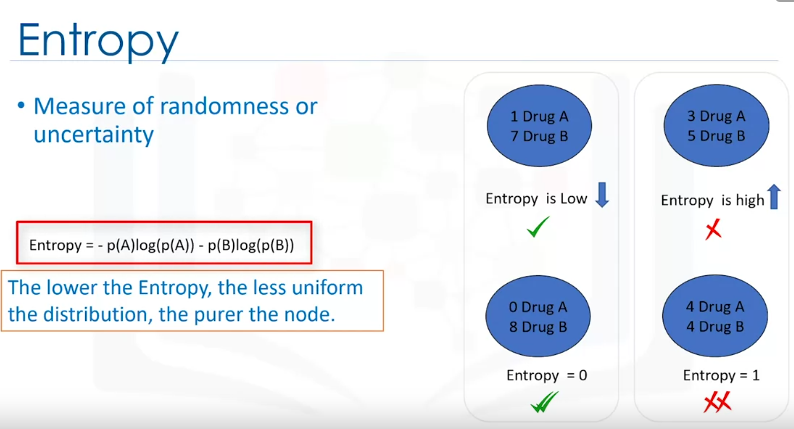 Entropy
• Measure of randomness or
uncertainty
Entropy = - p(A)log(p(A)) - p(B)log(p(B))
The lower the Entropy, the less uniform
the distribution, the purer the node.
1 Drug A
7 Drug B
Entropy is Low
3 Drug A
5 Drug B
Entropy is high
0 Drug A
8 Drug B
Entropy = 0
4 Drug A
4 Drug B
Entropy = 1